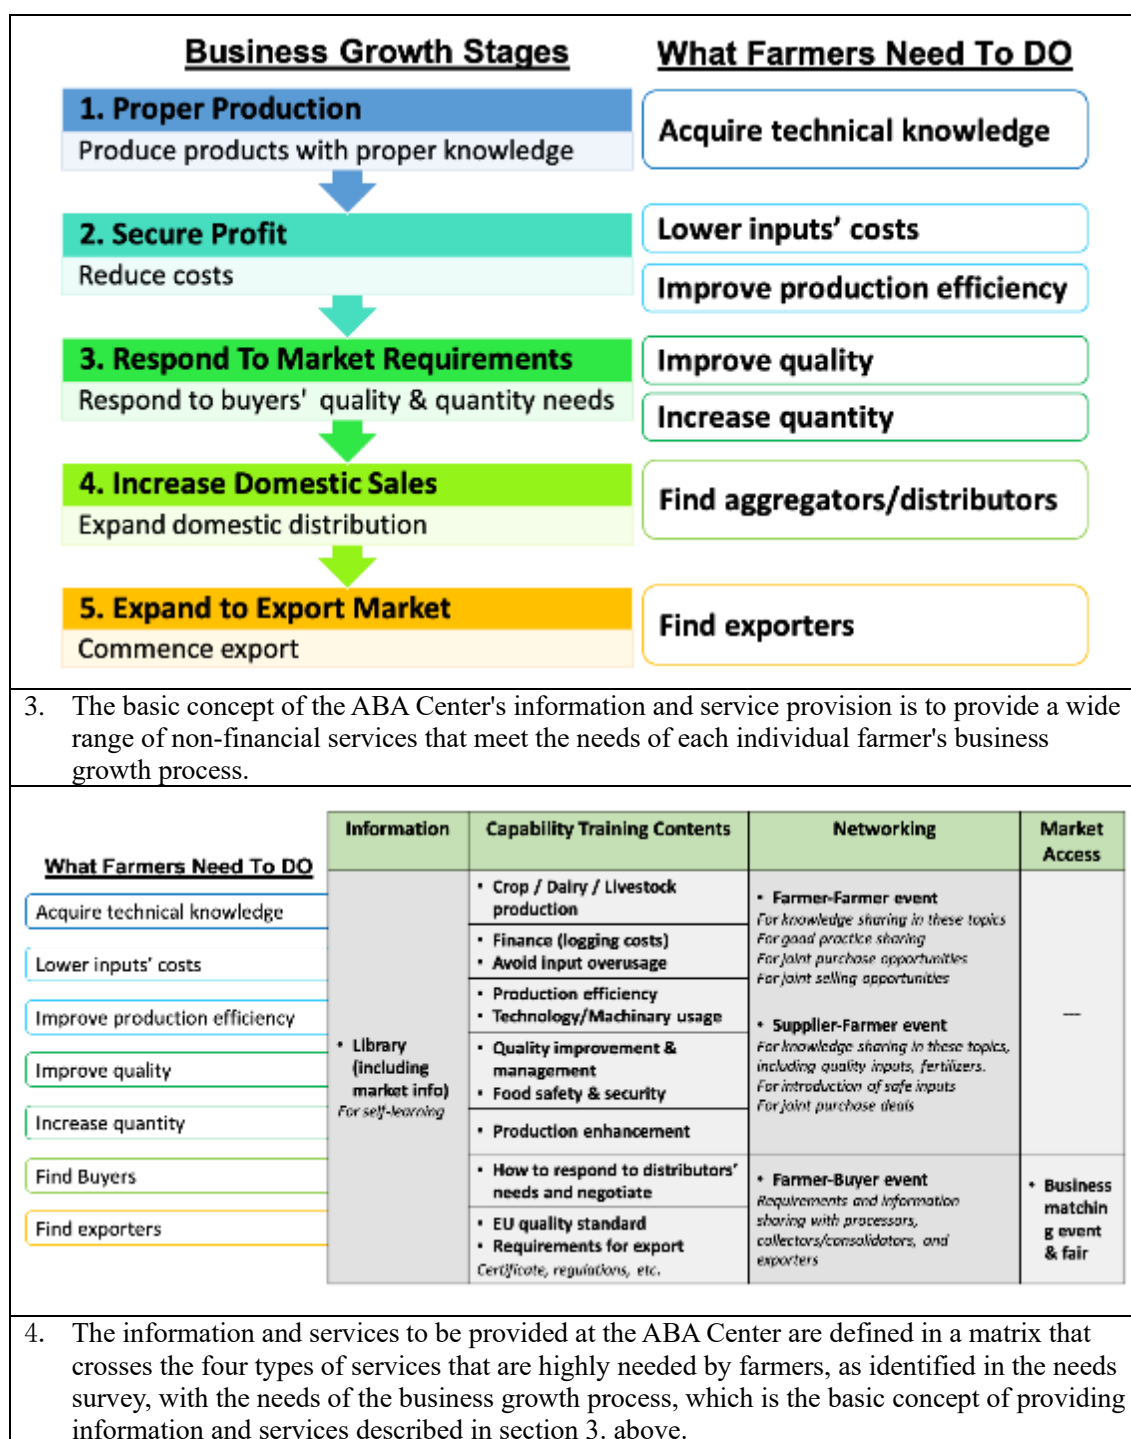 Business Growth Stages
What Farmers Need To DO
1. Proper Production
Produce products with proper knowledge
Acquire technical knowledge
2. Secure Profit
Reduce costs
Lower inputs' costs
Improve production efficiency
3. Respond To Market Requirements
Respond to buyers' quality & quantity needs
Improve quality
Increase quantity
4. Increase Domestic Sales
Expand domestic distribution
Find aggregators/distributors
5. Expand to Export Market
Commence export
Find exporters
3. The basic concept of the ABA Center's information and service provision is to provide a wide
range of non-financial services that meet the needs of each individual farmer's business
growth process.
What Farmers Need To DO
Acquire technical knowledge
Lower inputs' costs
Improve production efficiency
Improve quality
Increase quantity
Find Buyers
Find exporters
Information
• Library
(including
market info)
For self-learning
Capability Training Contents
• Crop / Dairy / Livestock
production
• Finance (logging costs)
• Avoid input overusage
• Production efficiency
• Technology/Machinary usage
• Quality improvement &
management
• Food safety & security
• Production enhancement
• How to respond to distributors'
needs and negotiate
• EU quality standard
• Requirements for export
Certificate, regulations, etc.
Networking
• Farmer-Farmer event
For knowledge sharing in these topics
For good practice sharing
For joint purchase opportunities
For joint selling opportunities
• Supplier-Farmer event
For knowledge sharing in these topics,
including quality inputs, fertilizers.
For introduction of safe inputs
For joint purchase deals
• Farmer-Buyer event
Requirements and information
sharing with processors,
collectors/consolidators, and
exporters
Market
Access
—
• Business
matchin
g event
& fair
4. The information and services to be provided at the ABA Center are defined in a matrix that
crosses the four types of services that are highly needed by farmers, as identified in the needs
survey, with the needs of the business growth process, which is the basic concept of providing
information and services described in section 3. above.